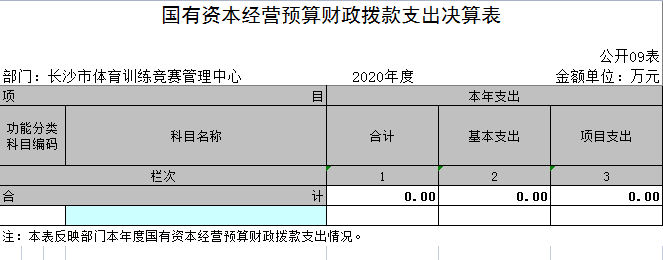 国有资本经营预算财政拨款支出决算表
公开09表
部门：长沙市体育训练竞赛管理中心 2020年度 金额单位：万元
项 目 本年支出
功能分类科目编码 科目名称 合计 基本支出 项目支出
栏次 1 2 3
合 计 0.00 0.00 0.00
注：本表反映部门本年度国有资本经营预算财政拨款支出情况。